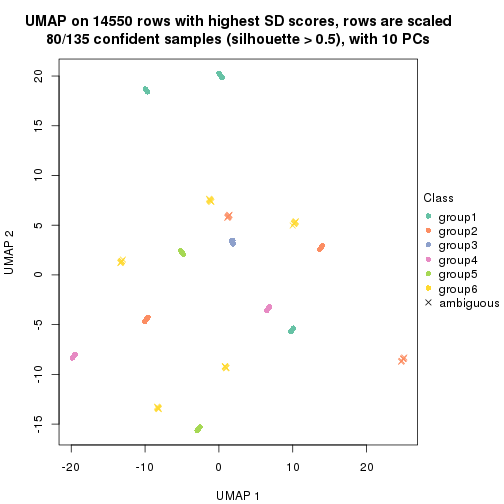 UMAP on 14550 rows with highest SD scores, rows are scaled
80/135 confident samples (silhouette > 0.5), with 10 PCs
20
15
10
5
0
-5
-10
-15
UMAP 2
-20
-10
0
10
20
UMAP 1
Class
group1
group2
group3
group4
group5
group6
ambiguous